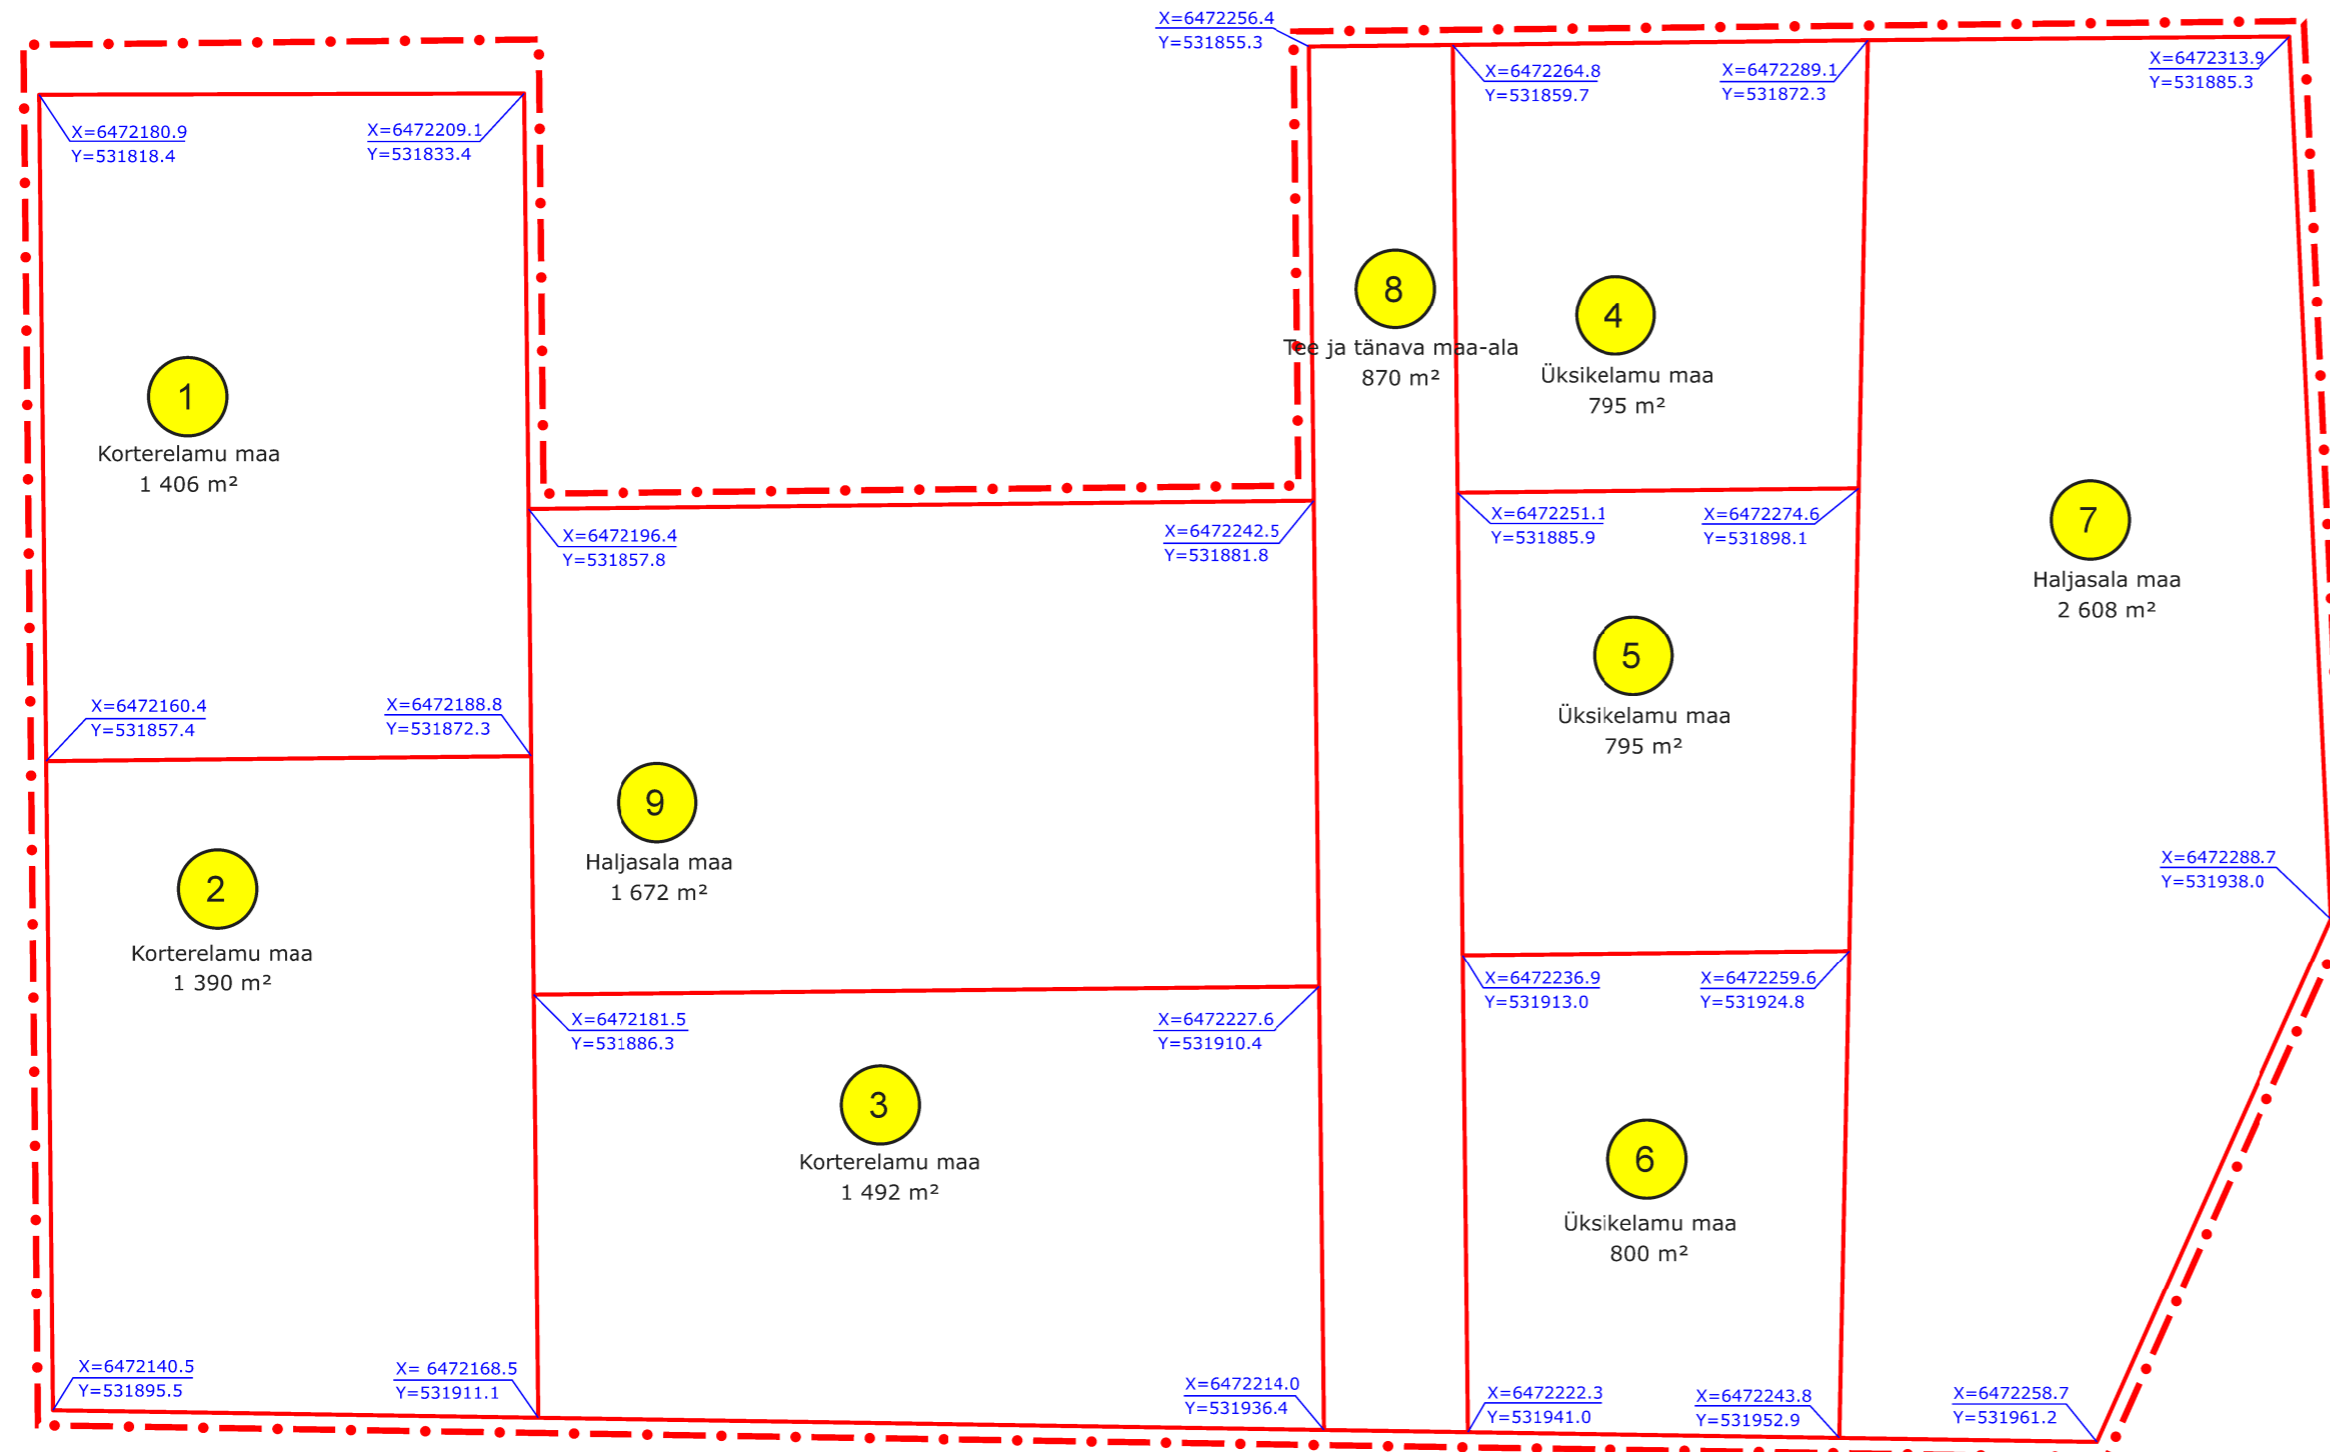 X=6472256.4
Y=531855.3
X=6472264.8
Y=531859.7
X=6472289.1
Y=531872.3
X=6472313.9
Y=531885.3
X=6472180.9
Y=531818.4
X=6472209.1
Y=531833.4
8
Tee ja tänava maa-ala
870 m²
4
Üksikelamu maa
795 m²
1
Korterelamu maa
1 406 m²
X=6472196.4
Y=531857.8
X=6472242.5
Y=531881.8
X=6472251.1
Y=531885.9
X=6472274.6
Y=531898.1
7
Haljasala maa
2 608 m²
5
Üksikelamu maa
795 m²
X=6472160.4
Y=531857.4
X=6472188.8
Y=531872.3
9
Haljasala maa
1 672 m²
2
Korterelamu maa
1 390 m²
X=6472288.7
Y=531938.0
X=6472236.9
Y=531913.0
X=6472259.6
Y=531924.8
X=6472181.5
Y=531886.3
X=6472227.6
Y=531910.4
3
Korterelamu maa
1 492 m²
6
Üksikelamu maa
800 m²
X=6472140.5
Y=531895.5
X= 6472168.5
Y=531911.1
X=6472214.0
Y=531936.4
X=6472222.3
Y=531941.0
X=6472243.8
Y=531952.9
X=6472258.7
Y=531961.2